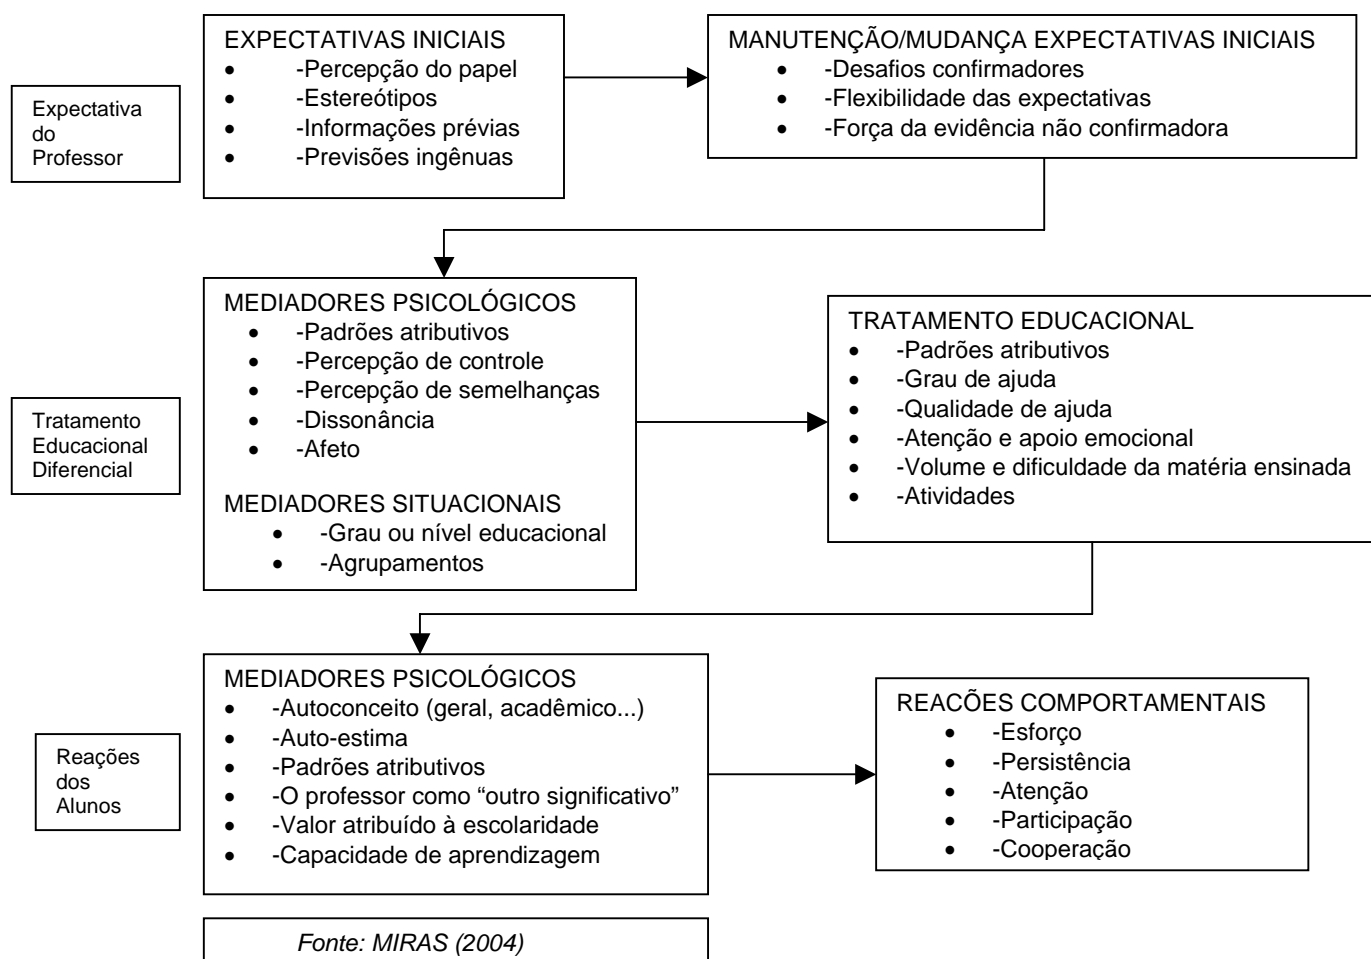 Expectativa
do
Professor
EXPECTATIVAS INICIAIS
• -Percepção do papel
• -Estereótipos
• -Informações prévias
• -Previsões ingênuas
MANUTENÇÃO/MUDANÇA EXPECTATIVAS INICIAIS
• -Desafios confirmadores
• -Flexibilidade das expectativas
• -Força da evidência não confirmadora
Tratamento
Educacional
Diferencial
MEDIADORES PSICOLÓGICOS
• -Padrões atributivos
• -Percepção de controle
• -Percepção de semelhanças
• -Dissonância
• -Afeto
MEDIADORES SITUACIONAIS
• -Grau ou nível educacional
• -Agrupamentos
TRATAMENTO EDUCACIONAL
• -Padrões atributivos
• -Grau de ajuda
• -Qualidade de ajuda
• -Atenção e apoio emocional
• -Volume e dificuldade da matéria ensinada
• -Atividades
Reações
dos
Alunos
MEDIADORES PSICOLÓGICOS
• -Autoconceito (geral, acadêmico...)
• -Auto-estima
• -Padrões atributivos
• -O professor como “outro significativo”
• -Valor atribuído à escolaridade
• -Capacidade de aprendizagem
REACÕES COMPORTAMENTAIS
• -Esforço
• -Persistência
• -Atenção
• -Participação
• -Cooperação
Fonte: MIRAS (2004)